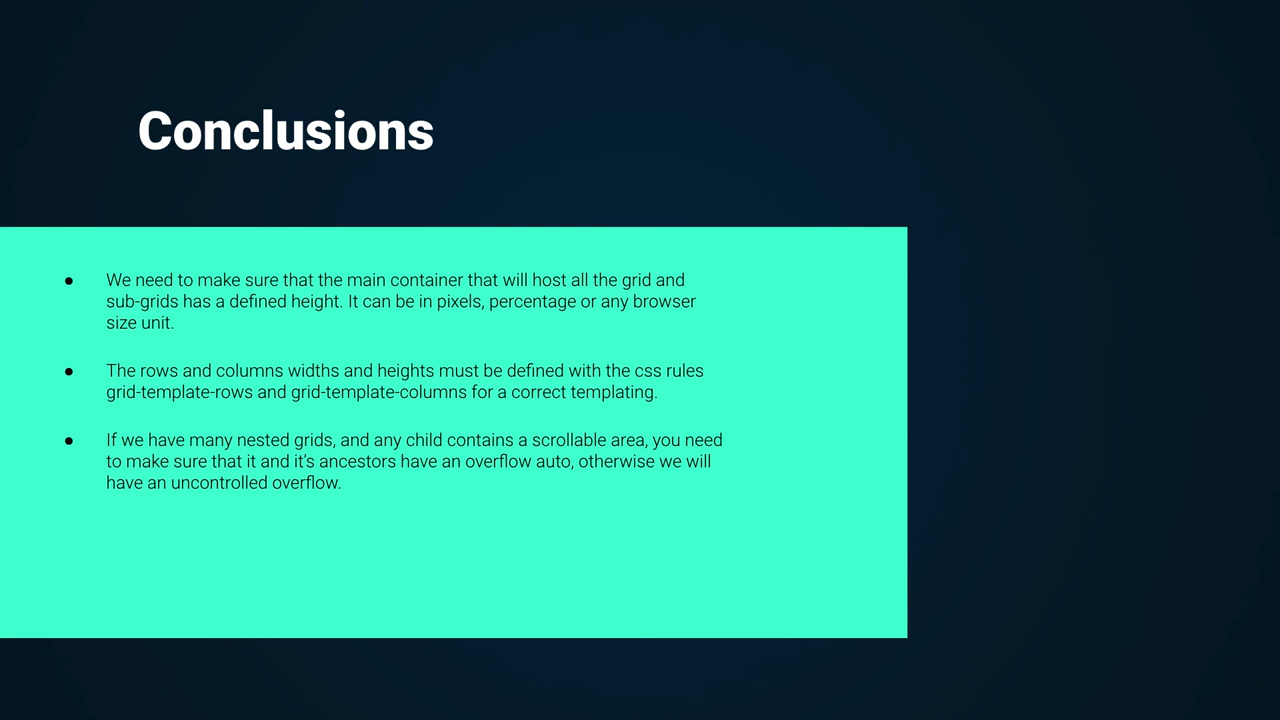 Conclusions
● We need to make sure that the main container that will host all the grid and
sub-grids has a defined height. It can be in pixels, percentage or any browser
size unit.
● The rows and columns widths and heights must be defined with the css rules
grid-template-rows and grid-template-columns for a correct templating.
● If we have many nested grids, and any child contains a scrollable area, you need
to make sure that it and it's ancestors have an overflow auto, otherwise we will
have an uncontrolled overflow.